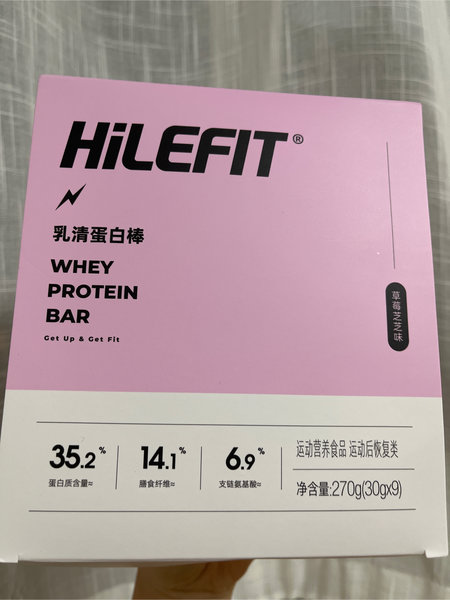 HiLEFIT®
乳清蛋白棒
WHEY
PROTEIN
BAR
Get Up & Get Fit
草莓芝芝味
35.2%
蛋白质含量≈
14.1%
膳食纤维≈
6.9%
支链氨基酸≈
运动营养食品 运动后恢复类
净含量:270g(30gx9)